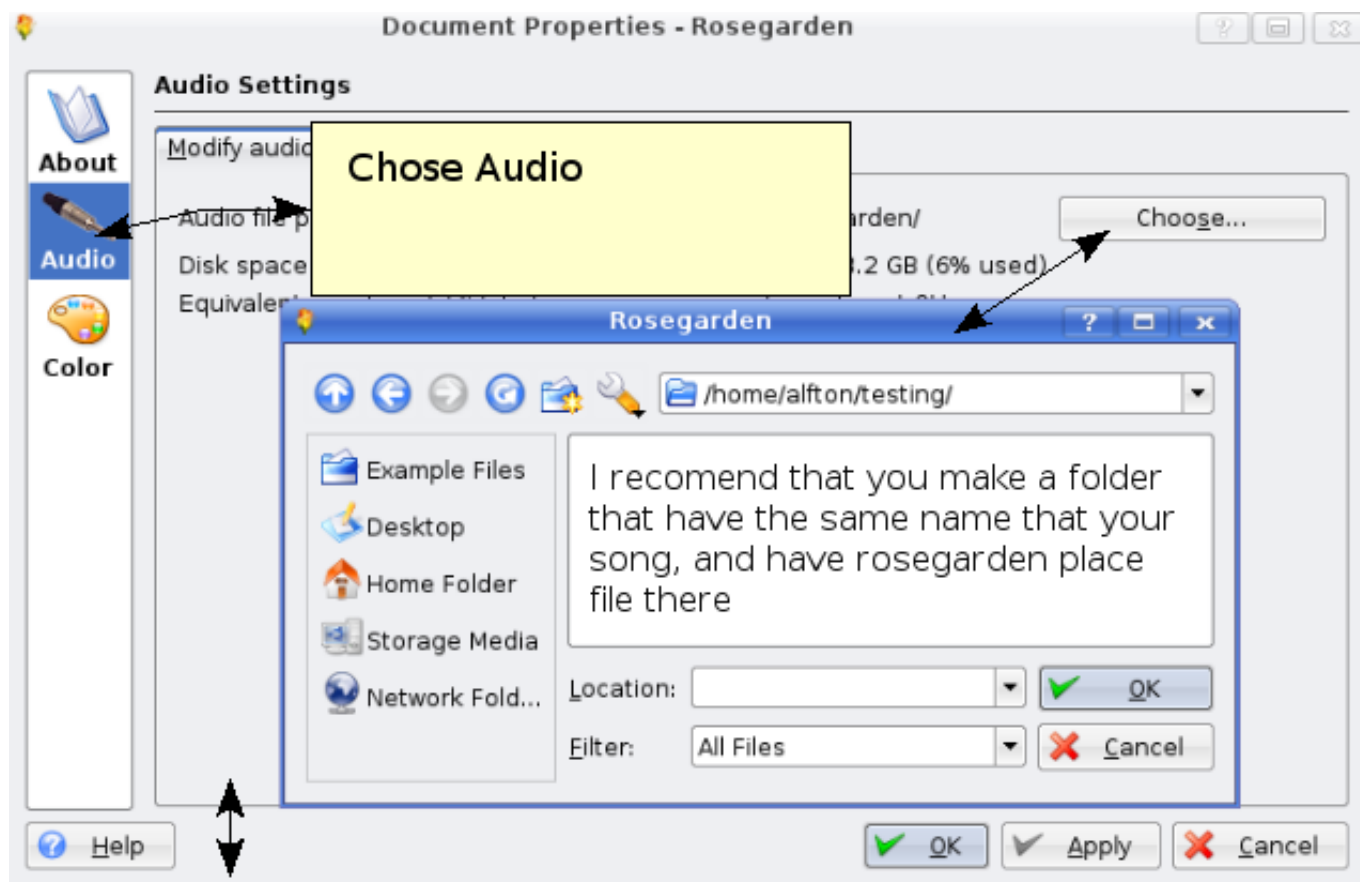 Document Properties - Rosegarden
Audio Settings
About
Modify audio
Chose Audio
Audio file p
arden/
Choose...
Audio
Disk space
.2 GB (6% used)
Color
Rosegarden
/home/alfton/testing/
Example Files
Desktop
Home Folder
Storage Media
Network Fold...
I recomend that you make a folder
that have the same name that your
song, and have rosegarden place
file there
Location:
OK
Filter:
All Files
Cancel
Help
OK
Apply
Cancel